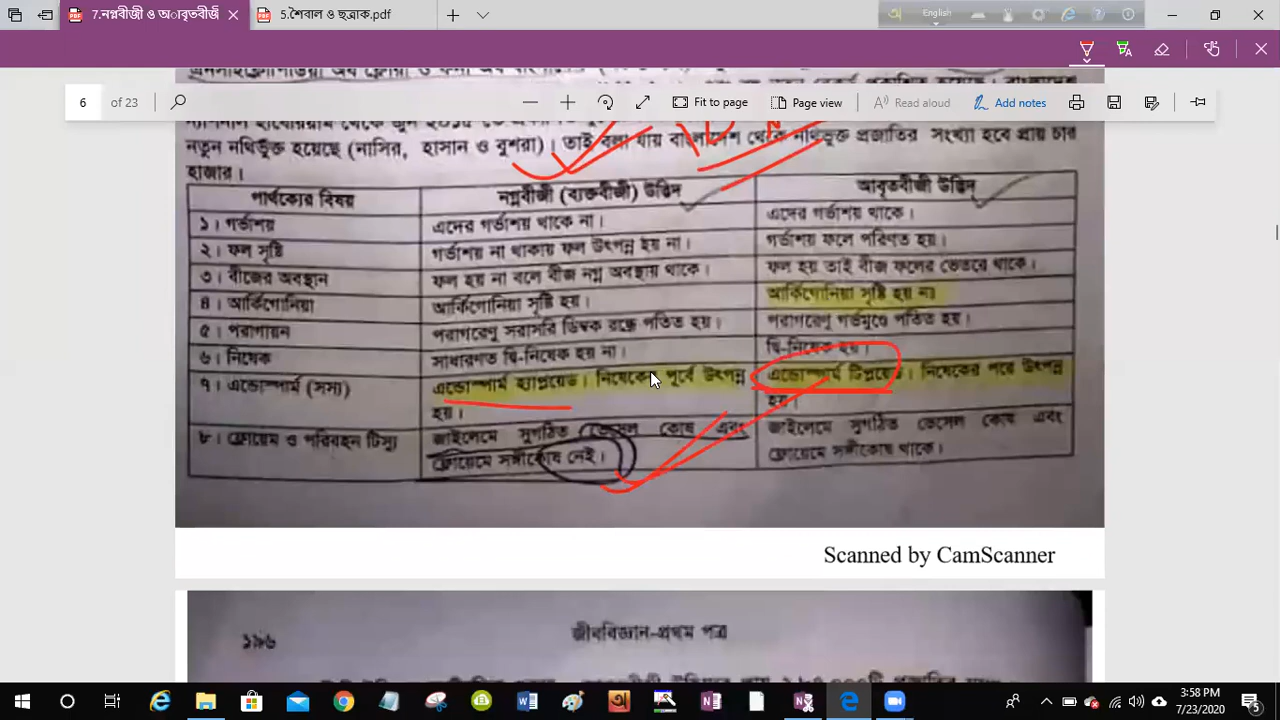 7.নগ্নবীজী ও আবৃতবীজী
5.শৈবাল ও ছত্রাক.pdf
English
6 of 23
Fit to page
Page view
Read aloud
Add notes
নতুন নথিভুক্ত হয়েছে (নাসির, হাসান ও বুশরা)। তাই বলা যায় বাংলাদেশ থেকে নথিভুক্ত প্রজাতির সংখ্যা হবে প্রায় চার
হাজার।
পার্থক্যের বিষয় নগ্নবীজী (ব্যক্তবীজী) উদ্ভিদ আবৃতবীজী উদ্ভিদ
১। গর্ভাশয় এদের গর্ভাশয় থাকে না। এদের গর্ভাশয় থাকে।
২। ফল সৃষ্টি গর্ভাশয় না থাকায় ফল উৎপন্ন হয় না। গর্ভাশয় ফলে পরিণত হয়।
৩। বীজের অবস্থান ফল হয় না বলে বীজ নগ্ন অবস্থায় থাকে। ফল হয় তাই বীজ ফলের ভেতরে থাকে।
৪। আর্কিগোনিয়া আর্কিগোনিয়া সৃষ্টি হয়। আর্কিগোনিয়া সৃষ্টি হয় না
৫। পরাগায়ন পরাগরেণু সরাসরি ডিম্বক রন্ধ্রে পতিত হয়। পরাগরেণু গর্ভমুণ্ডে পতিত হয়।
৬। নিষেক সাধারণত দ্বি-নিষেক হয় না। দ্বি-নিষেক হয়।
৭। এন্ডোস্পার্ম (সস্য) এন্ডোস্পার্ম হ্যাপ্লয়েড। নিষেকের পূর্বে উৎপন্ন এন্ডোস্পার্ম ট্রিপ্লয়েড। নিষেকের পরে উৎপন্ন
হয়। হয়।
৮। ফ্লোয়েম ও পরিবহন টিস্যু জাইলেমে সুগঠিত ভেসেল কোষ এবং জাইলেমে সুগঠিত ভেসেল কোষ এবং
ফ্লোয়েমে সঙ্গীকোষ নেই। ফ্লোয়েমে সঙ্গীকোষ থাকে।
Scanned by CamScanner
১৯৬ জীববিজ্ঞান-প্রথম পত্র
3:58 PM
7/23/2020